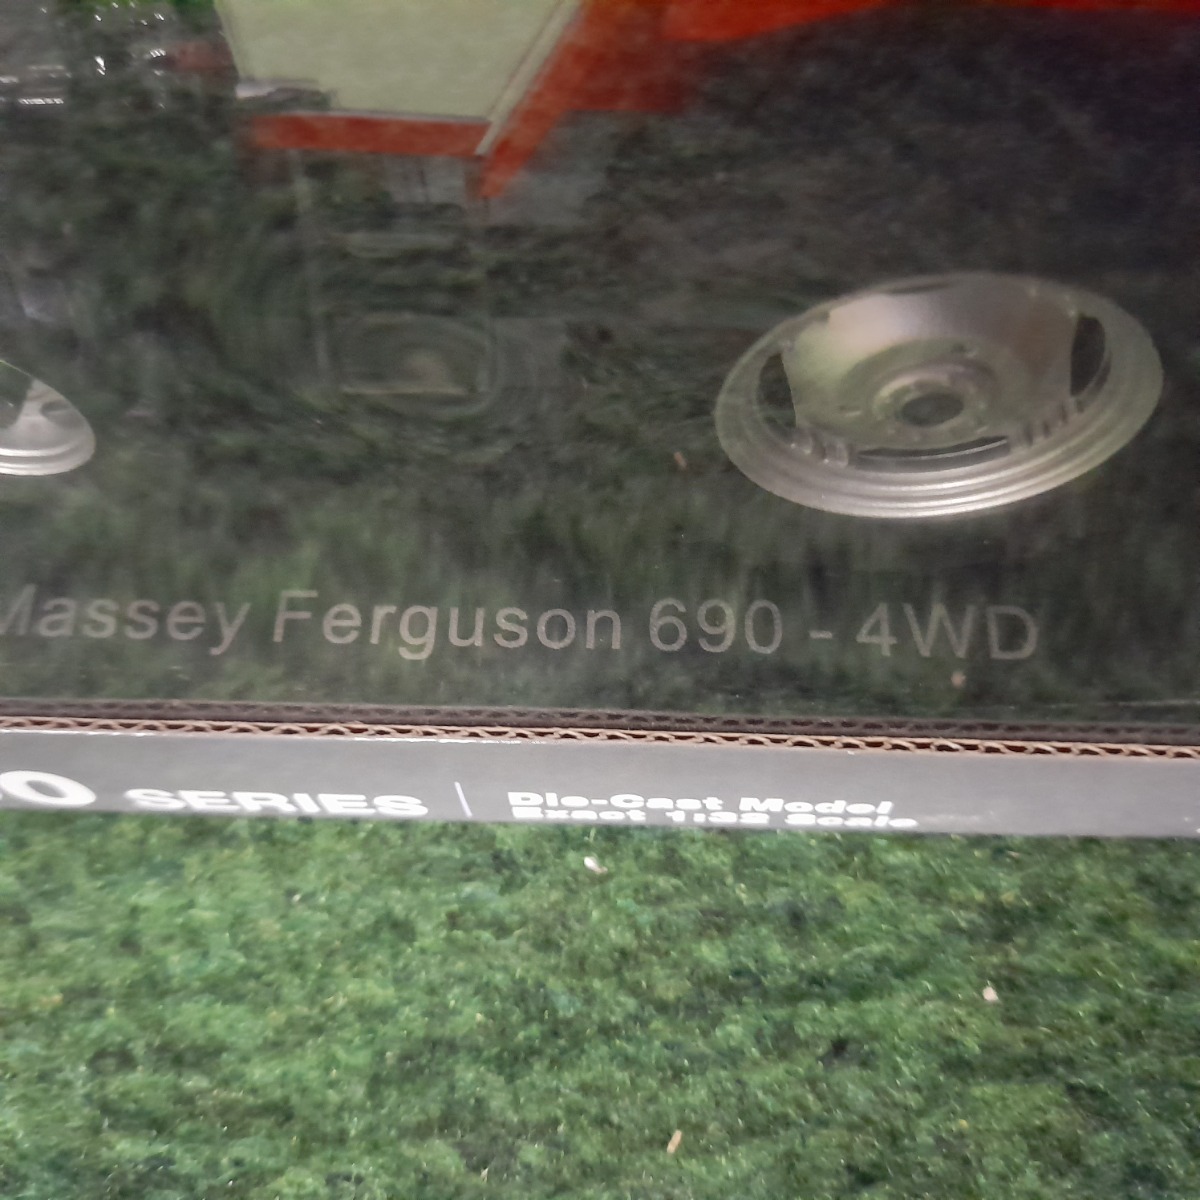 Massey Ferguson 690 - 4WD
SERIES | Die-Cast Model
Exact 1:32 Scale